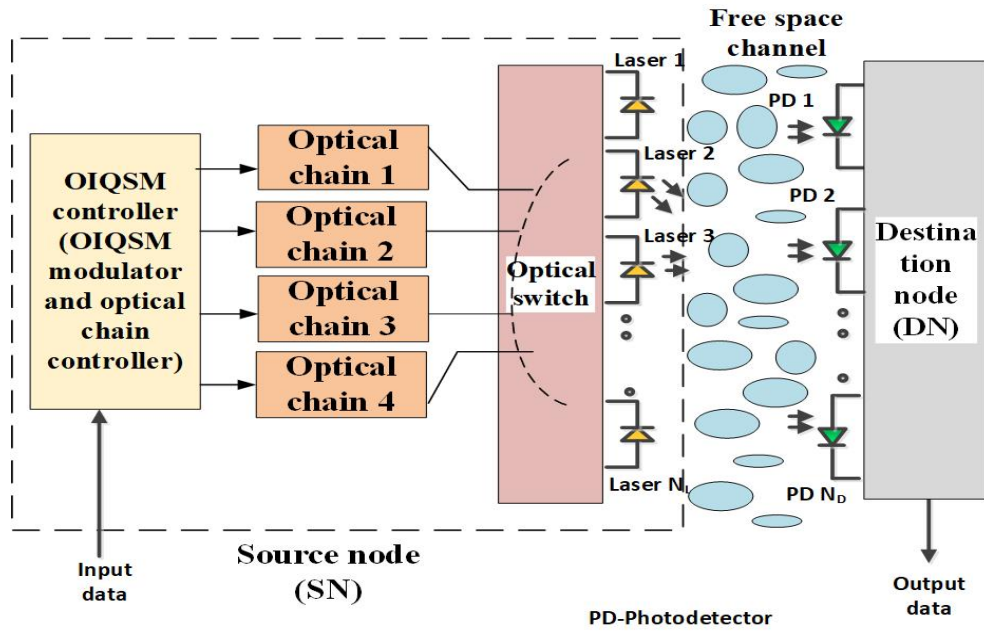 OIQSM
controller
(OIQSM
modulator
and optical
chain
controller)
Input
data
Optical
chain 1
Optical
chain 2
Optical
chain 3
Optical
chain 4
Source node
(SN)
Optical
switch
Laser 1
Laser 2
Laser 3
Laser N_L
Free space
channel
PD 1
PD 2
PD N_D
Destina
tion
node
(DN)
Output
data
PD-Photodetector